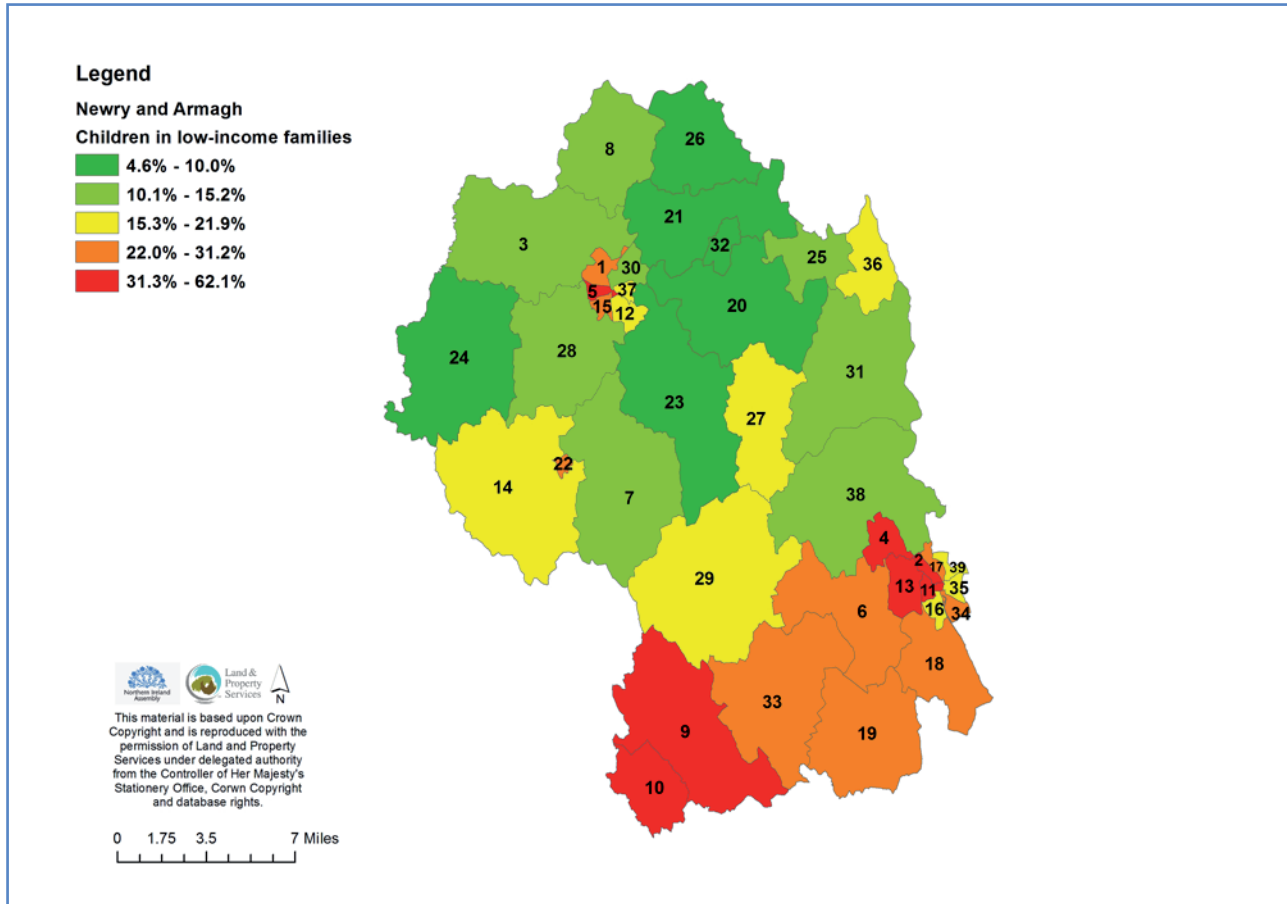 Legend
Newry and Armagh
Children in low-income families
4.6% - 10.0%
10.1% - 15.2%
15.3% - 21.9%
22.0% - 31.2%
31.3% - 62.1%
8
26
21
3
32
25
36
1
30
5
37
15
12
20
24
28
31
23
27
22
14
7
38
4
2
17
39
29
13
11
35
16
34
6
18
33
9
19
10
Northern Ireland
Assembly
Land &
Property
Services
N
This material is based upon Crown
Copyright and is reproduced with the
permission of Land and Property
Services under delegated authority
from the Controller of Her Majesty's
Stationery Office, Corwn Copyright
and database rights.
0 1.75 3.5 7 Miles